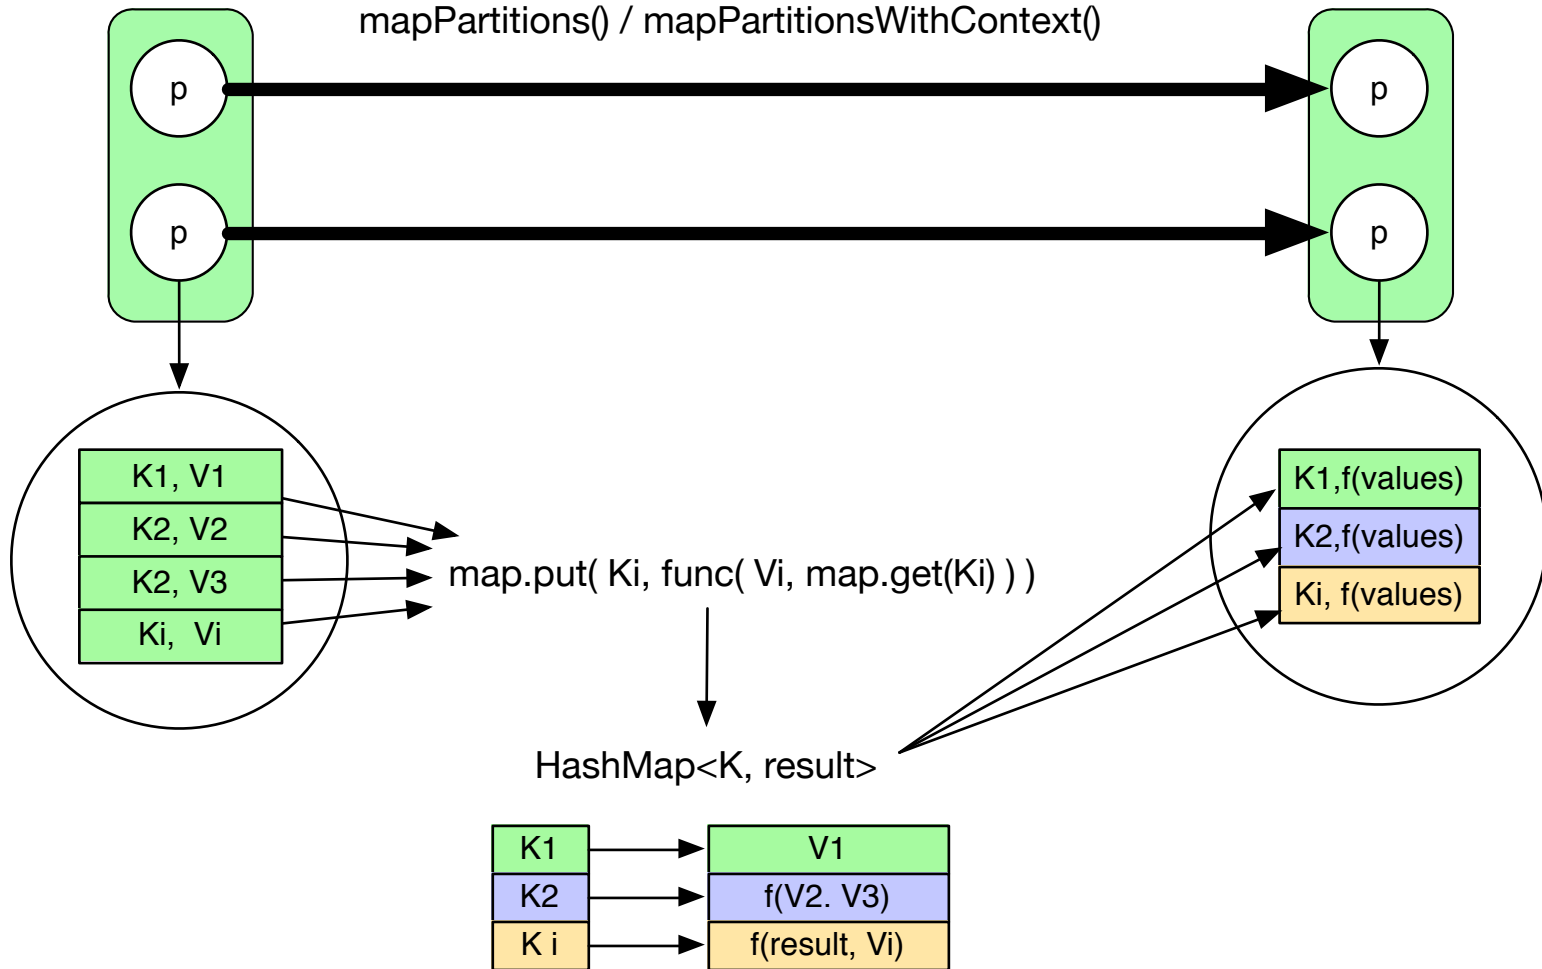 mapPartitions() / mapPartitionsWithContext()
p
p
p
p
K1, V1
K2, V2
K2, V3
Ki, Vi
map.put( Ki, func( Vi, map.get(Ki) ) )
K1,f(values)
K2,f(values)
Ki, f(values)
HashMap<K, result>
K1
V1
K2
f(V2. V3)
K i
f(result, Vi)